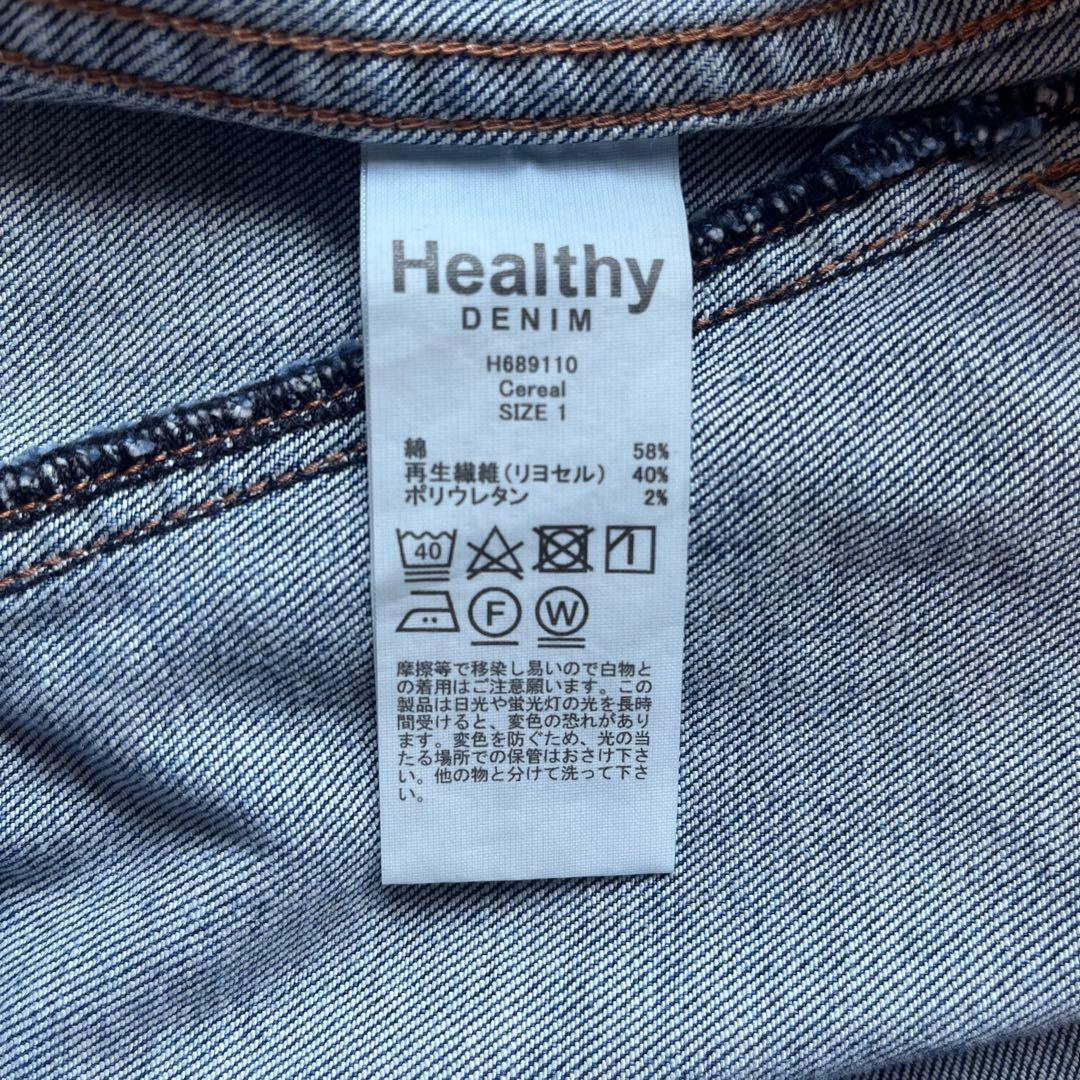 Healthy
DENIM
H689110
Cereal
SIZE 1
綿 58%
再生繊維(リヨセル) 40%
ポリウレタン 2%
40
F W
摩擦等で移染し易いので白物と
の着用はご注意願います。この
製品は日光や蛍光灯の光を長時
間受けると、変色の恐れがあり
ます。変色を防ぐため、光の当
たる場所での保管はおさけ下さ
い。他の物と分けて洗って下さ
い。